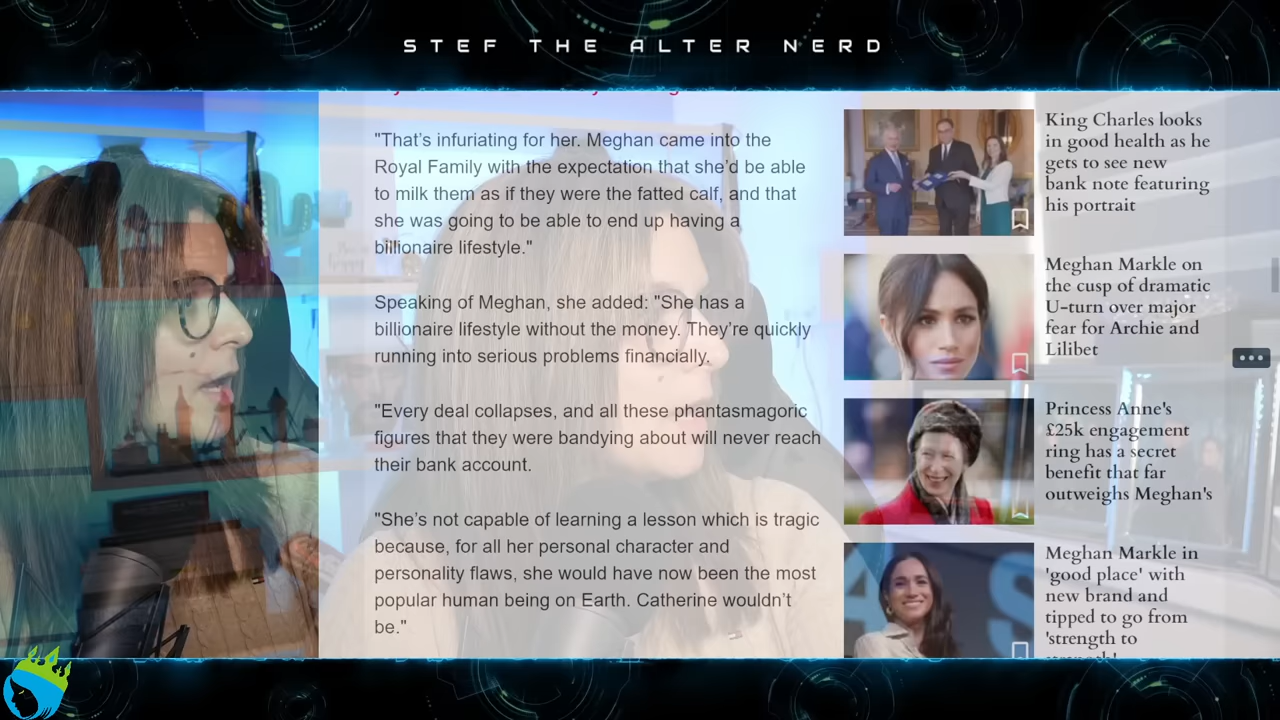 STEF THE ALTER NERD
"That's infuriating for her. Meghan came into the
Royal Family with the expectation that she'd be able
to milk them as if they were the fatted calf, and that
she was going to be able to end up having a
billionaire lifestyle."
Speaking of Meghan, she added: "She has a
billionaire lifestyle without the money. They're quickly
running into serious problems financially.
"Every deal collapses, and all these phantasmagoric
figures that they were bandying about will never reach
their bank account.
"She's not capable of learning a lesson which is tragic
because, for all her personal character and
personality flaws, she would have now been the most
popular human being on Earth. Catherine wouldn't
be."
King Charles looks
in good health as he
gets to see new
bank note featuring
his portrait
Meghan Markle on
the cusp of dramatic
U-turn over major
fear for Archie and
Lilibet
Princess Anne's
£25k engagement
ring has a secret
benefit that far
outweighs Meghan's
Meghan Markle in
'good place' with
new brand and
tipped to go from
'strength to